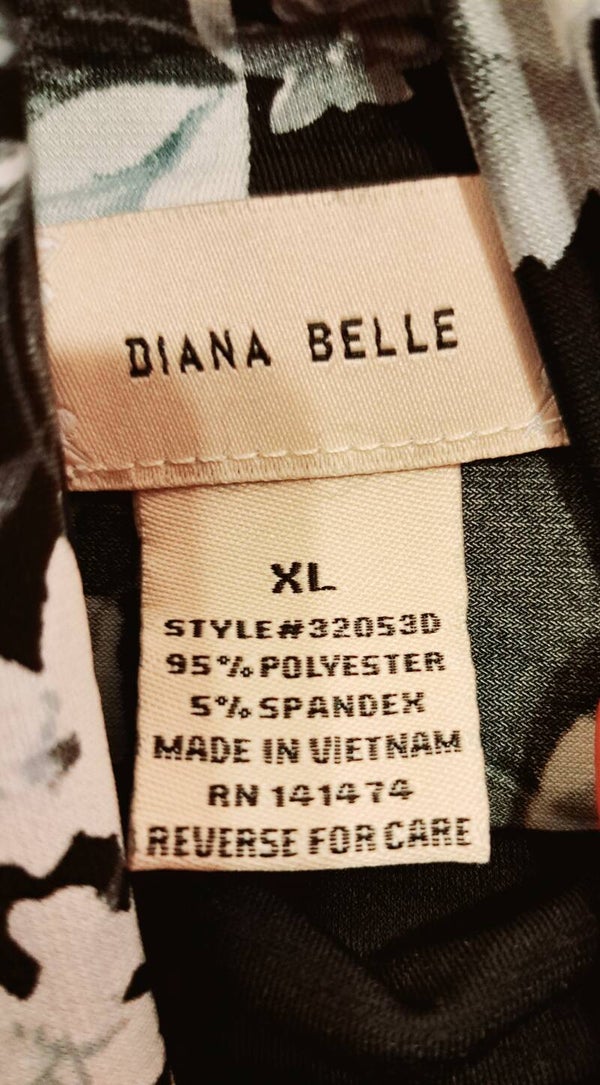 DIANA BELLE
XL
STYLE#32053D
95% POLYESTER
5% SPANDEX
MADE IN VIETNAM
RN 141474
REVERSE FOR CARE